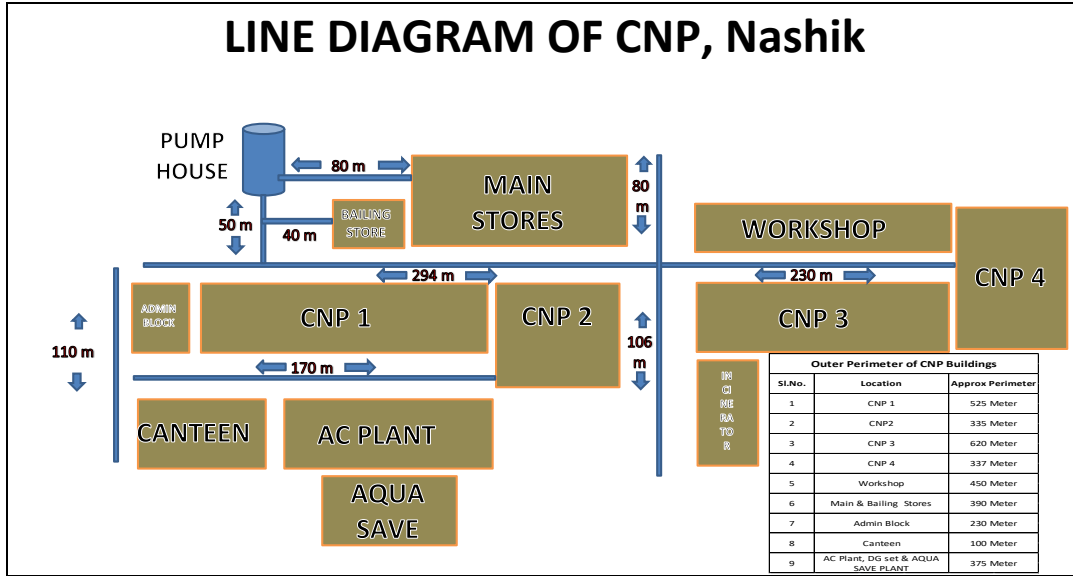 LINE DIAGRAM OF CNP, Nashik
PUMP
HOUSE
80 m
MAIN
STORES
80
m
50 m
40 m
BAILING
STORE
WORKSHOP
CNP 4
294 m
230 m
ADMIN
BLOCK
CNP 1
CNP 2
CNP 3
110 m
170 m
106
m
CANTEEN
AC PLANT
AQUA
SAVE
IN
CI
NE
RA
TO
R
Outer Perimeter of CNP Buildings
Sl.No. Location Approx Perimeter
1 CNP 1 525 Meter
2 CNP2 335 Meter
3 CNP 3 620 Meter
4 CNP 4 337 Meter
5 Workshop 450 Meter
6 Main & Bailing Stores 390 Meter
7 Admin Block 230 Meter
8 Canteen 100 Meter
9 AC Plant, DG set & AQUA
SAVE PLANT 375 Meter